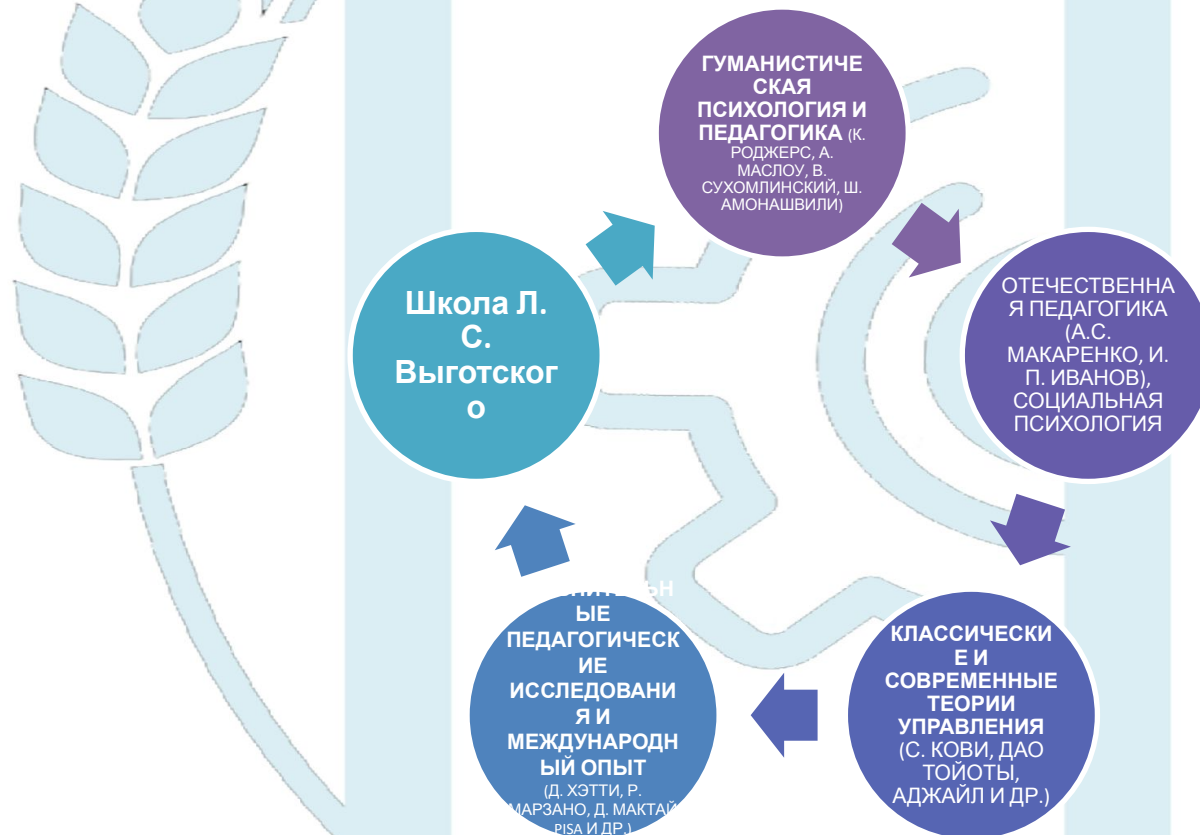 ГУМАНИСТИЧЕ
СКАЯ
ПСИХОЛОГИЯ И
ПЕДАГОГИКА (К.
РОДЖЕРС, А.
МАСЛОУ, В.
СУХОМЛИНСКИЙ, Ш.
АМОНАШВИЛИ)
ОТЕЧЕСТВЕННА
Я ПЕДАГОГИКА
(А.С.
МАКАРЕНКО, И.
П. ИВАНОВ),
СОЦИАЛЬНАЯ
ПСИХОЛОГИЯ
КЛАССИЧЕСКИ
Е И
СОВРЕМЕННЫЕ
ТЕОРИИ
УПРАВЛЕНИЯ
(С. КОВИ, ДАО
ТОЙОТЫ,
АДЖАЙЛ И ДР.)
ЫЕ
ПЕДАГОГИЧЕСК
ИЕ
ИССЛЕДОВАНИ
Я И
МЕЖДУНАРОДН
ЫЙ ОПЫТ
(Д. ХЭТТИ, Р.
МАРЗАНО, Д. МАКТАЙ
PISA И ДР.)
Школа Л.
С.
Выготског
о